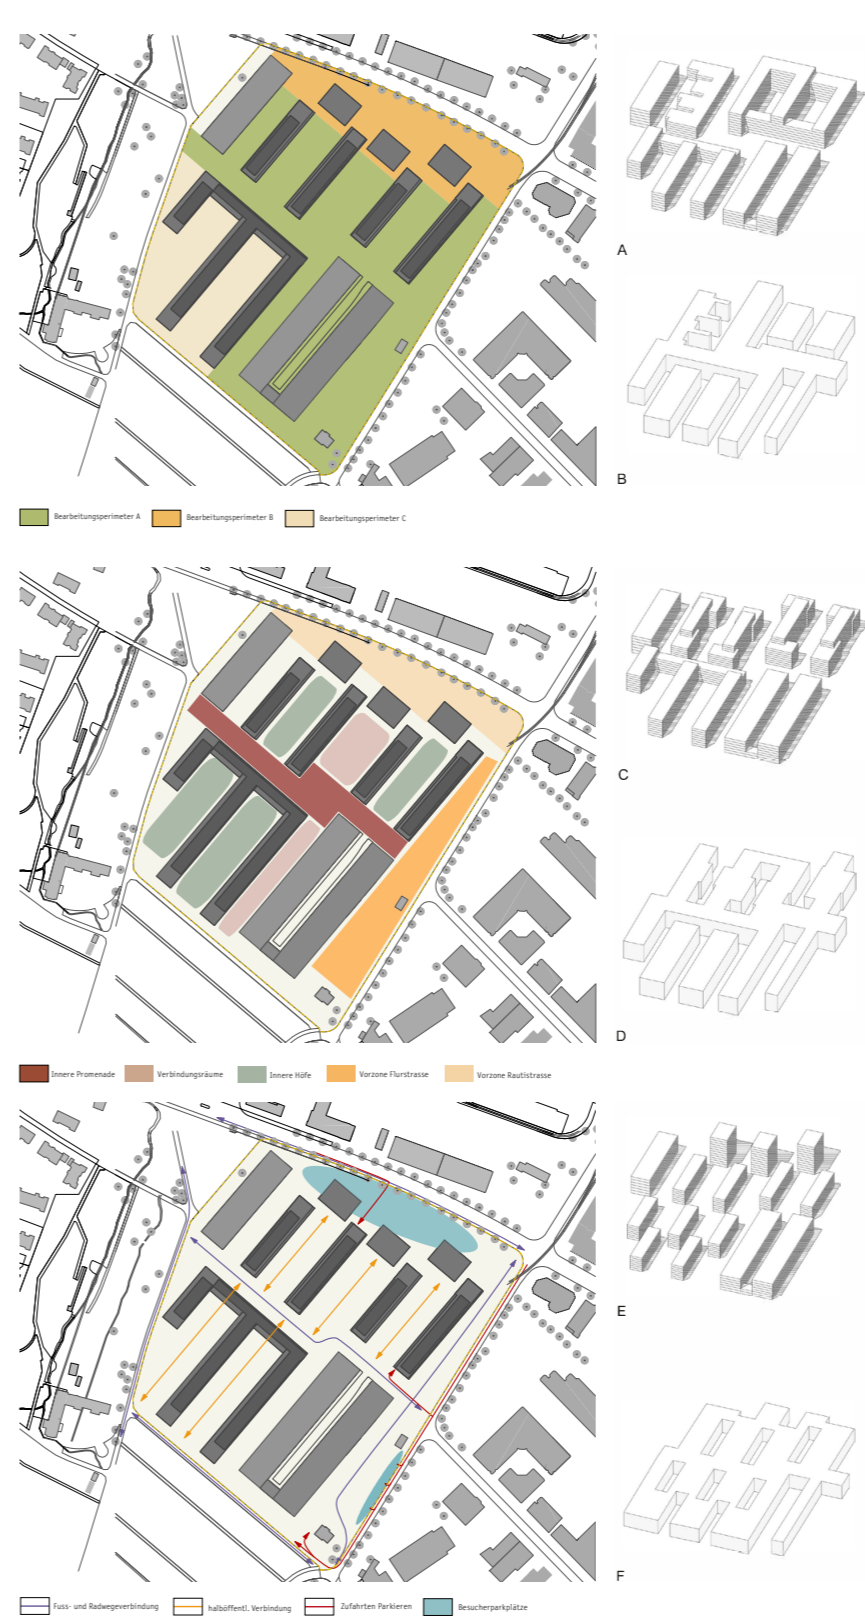 A
B
Bearbeitungsperimeter A Bearbeitungsperimeter B Bearbeitungsperimeter C
C
D
Innere Promenade Verbindungsräume Innere Höfe Vorzone Flurstrasse Vorzone Rautistrasse
E
F
Fuss- und Radwegeverbindung halböffentl. Verbindung Zufahrten Parkieren Besucherparkplätze